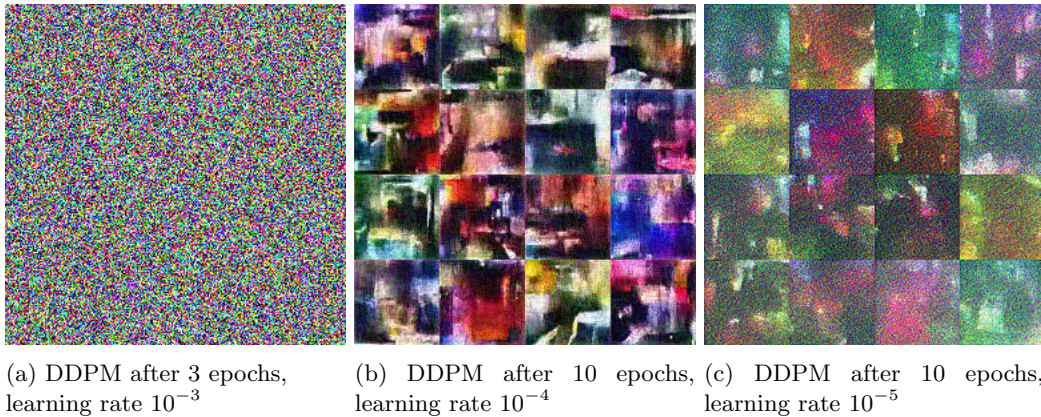 (a) DDPM after 3 epochs,
learning rate 10⁻³
(b) DDPM after 10 epochs,
learning rate 10⁻⁴
(c) DDPM after 10 epochs,
learning rate 10⁻⁵